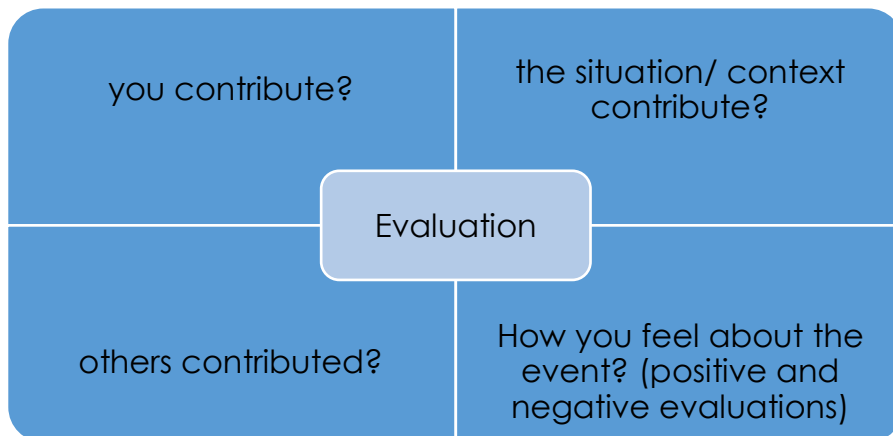 you contribute?
the situation/ context
contribute?
Evaluation
others contributed?
How you feel about the
event? (positive and
negative evaluations)